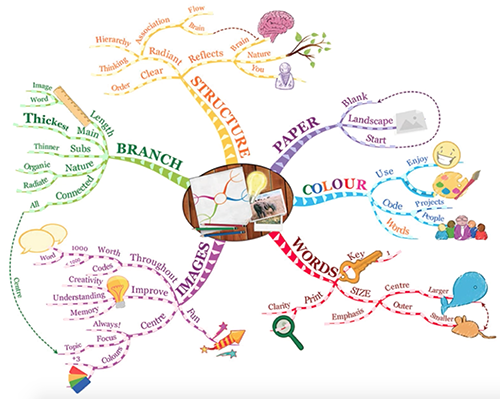 STRUCTURE
Radiant
Hierarchy
Thinking
Association
Flow
Brain
Clear
Order
Reflects
Brain
Nature
You
PAPER
Blank
Landscape
Start
COLOUR
Use
Enjoy
Code
Projects
People
Words
WORDS
Key
1
SIZE
Centre
Larger
Outer
Smaller
Print
Clarity
Emphasis
IMAGES
Throughout
Worth
1000
Word
Codes
Improve
Creativity
Understanding
Memory
Centre
Always!
Focus
Topic
Colours
+3
Fun
BRANCH
Length
Image
Word
Main
Thickest
Subs
Thinner
Nature
Organic
Radiate
Connected
All
Centre